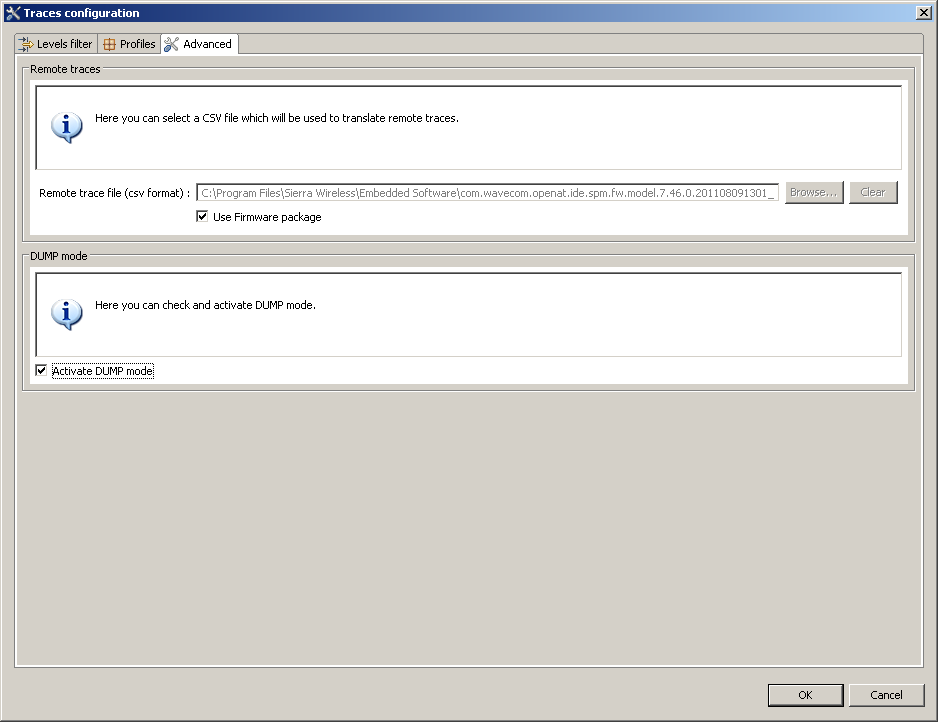 Traces configuration
Levels filter Profiles Advanced
Remote traces
Here you can select a CSV file which will be used to translate remote traces.
Remote trace file (csv format) : C:\Program Files\Sierra Wireless\Embedded Software\com.wavecom.openat.ide.spm.fw.model.7.46.0.201108091301_ Browse... Clear
Use Firmware package
DUMP mode
Here you can check and activate DUMP mode.
Activate DUMP mode
OK Cancel